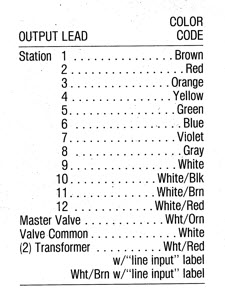 COLOR
OUTPUT LEAD CODE
Station 1 . . . . . . . . . . . . . . . Brown
2 . . . . . . . . . . . . . . . . . Red
3 . . . . . . . . . . . . . . Orange
4 . . . . . . . . . . . . . . Yellow
5 . . . . . . . . . . . . . . . Green
6 . . . . . . . . . . . . . . . . Blue
7 . . . . . . . . . . . . . . . Violet
8 . . . . . . . . . . . . . . . . Gray
9 . . . . . . . . . . . . . . . White
10 . . . . . . . . . . . . White/Blk
11 . . . . . . . . . . . . White/Brn
12 . . . . . . . . . . . . White/Red
Master Valve . . . . . . . . . . Wht/Orn
Valve Common . . . . . . . . . . . White
(2) Transformer . . . . . . . . Wht/Red
w/“line input” label
Wht/Brn w/“line input” label